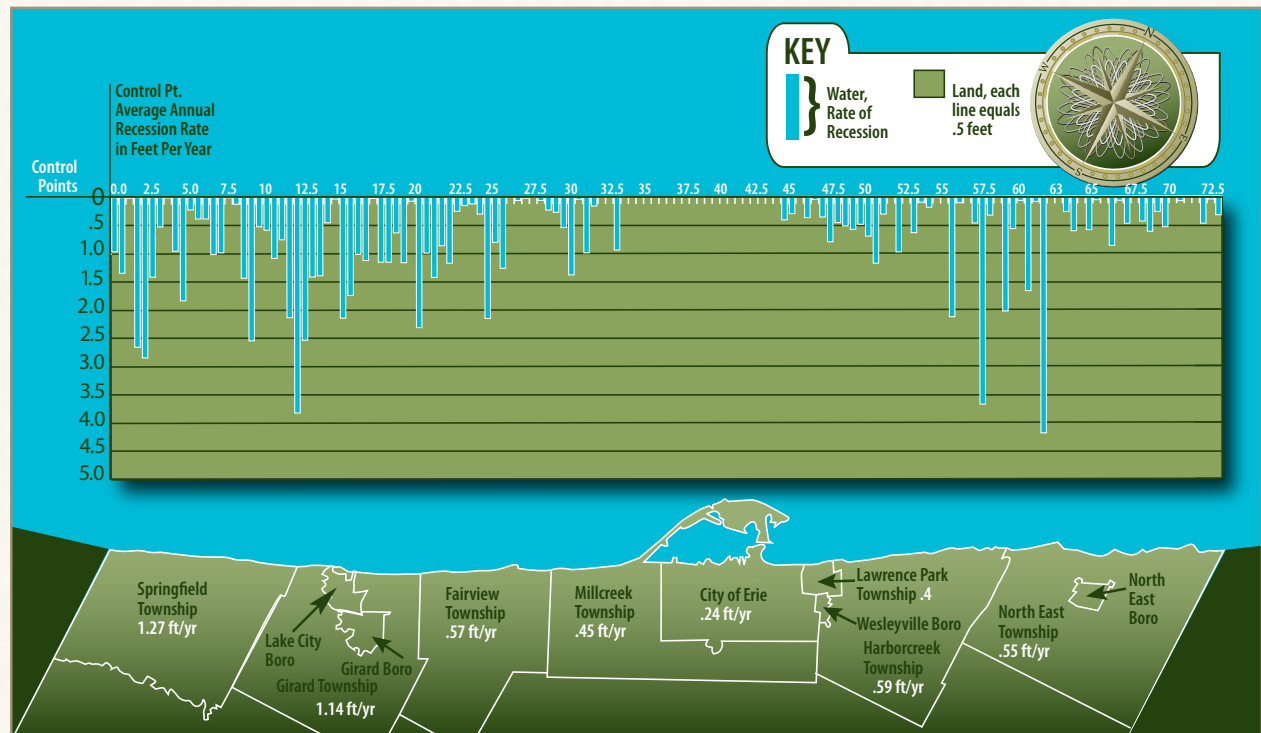 KEY
Water,
Rate of
Recession
Land, each
line equals
.5 feet
N
W
E
S
Control Pt.
Average Annual
Recession Rate
in Feet Per Year
Control
Points
0.0 2.5 5.0 7.5 10 12.5 15 17.5 20 22.5 25 27.5 30 32.5 35 37.5 40 42.5 45 47.5 50 52.5 55 57.5 60 63 65 67.5 70 72.5
0
.5
1.0
1.5
2.0
2.5
3.0
3.5
4.0
4.5
5.0
Springfield
Township
1.27 ft/yr
Lake City
Boro
Girard Boro
Girard Township
1.14 ft/yr
Fairview
Township
.57 ft/yr
Millcreek
Township
.45 ft/yr
City of Erie
.24 ft/yr
Lawrence Park
Township .4
Wesleyville Boro
Harborcreek
Township
.59 ft/yr
North East
Township
.55 ft/yr
North
East
Boro